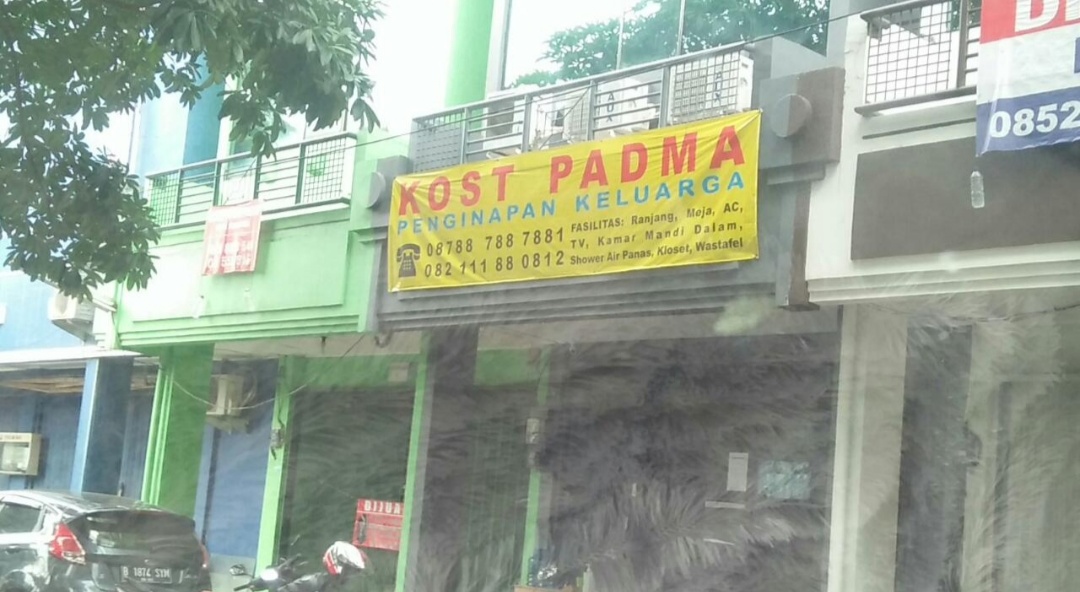 KOST PADMA
PENGINAPAN KELUARGA
08788 788 7881
082 111 88 0812
FASILITAS: Ranjang, Meja, AC,
TV, Kamar Mandi Dalam,
Shower Air Panas, Kloset, Wastafel
0852
DIJUA
B 1874 SYM